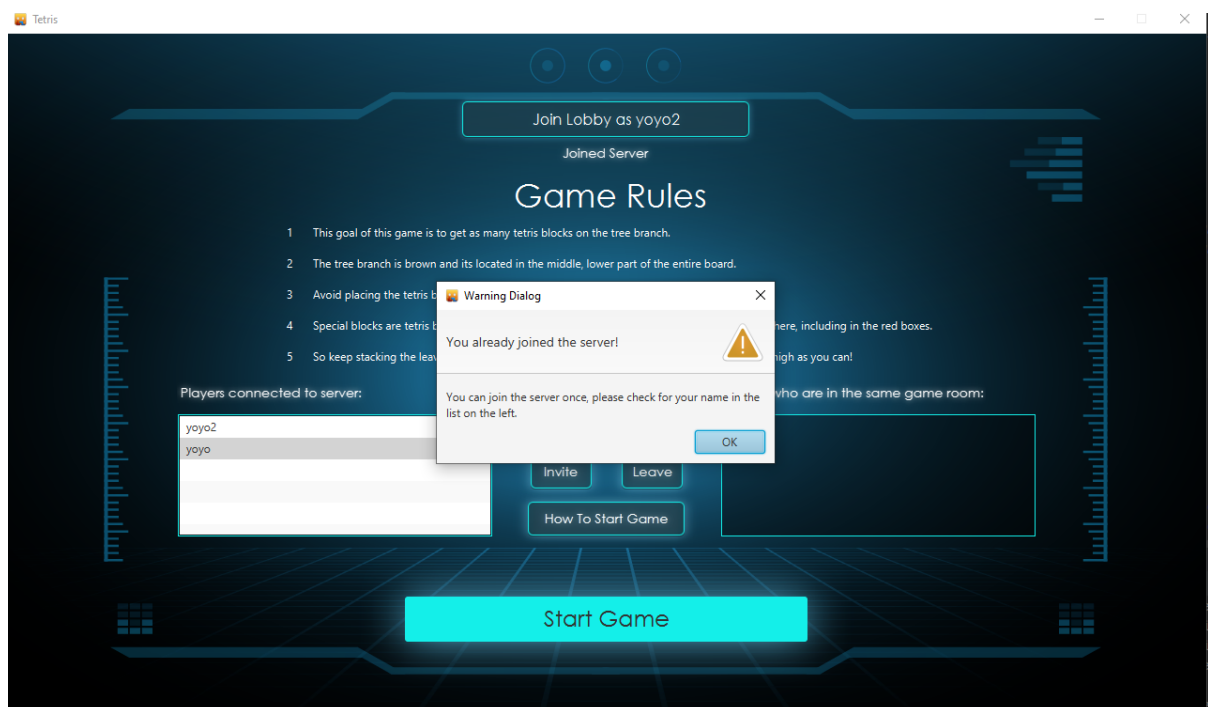 Tetris
Join Lobby as yoyo2
Joined Server
Game Rules
1 This goal of this game is to get as many tetris blocks on the tree branch.
2 The tree branch is brown and its located in the middle, lower part of the entire board.
3 Avoid placing the tetris
4 Special blocks are tetris here, including in the red boxes.
5 So keep stacking the high as you can!
Warning Dialog
You already joined the server!
You can join the server once, please check for your name in the
list on the left.
OK
Players connected to server:
who are in the same game room:
yoyo2
yoyo
Invite Leave
How To Start Game
Start Game